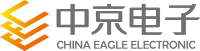 中京电子
CHINA EAGLE ELECTRONIC